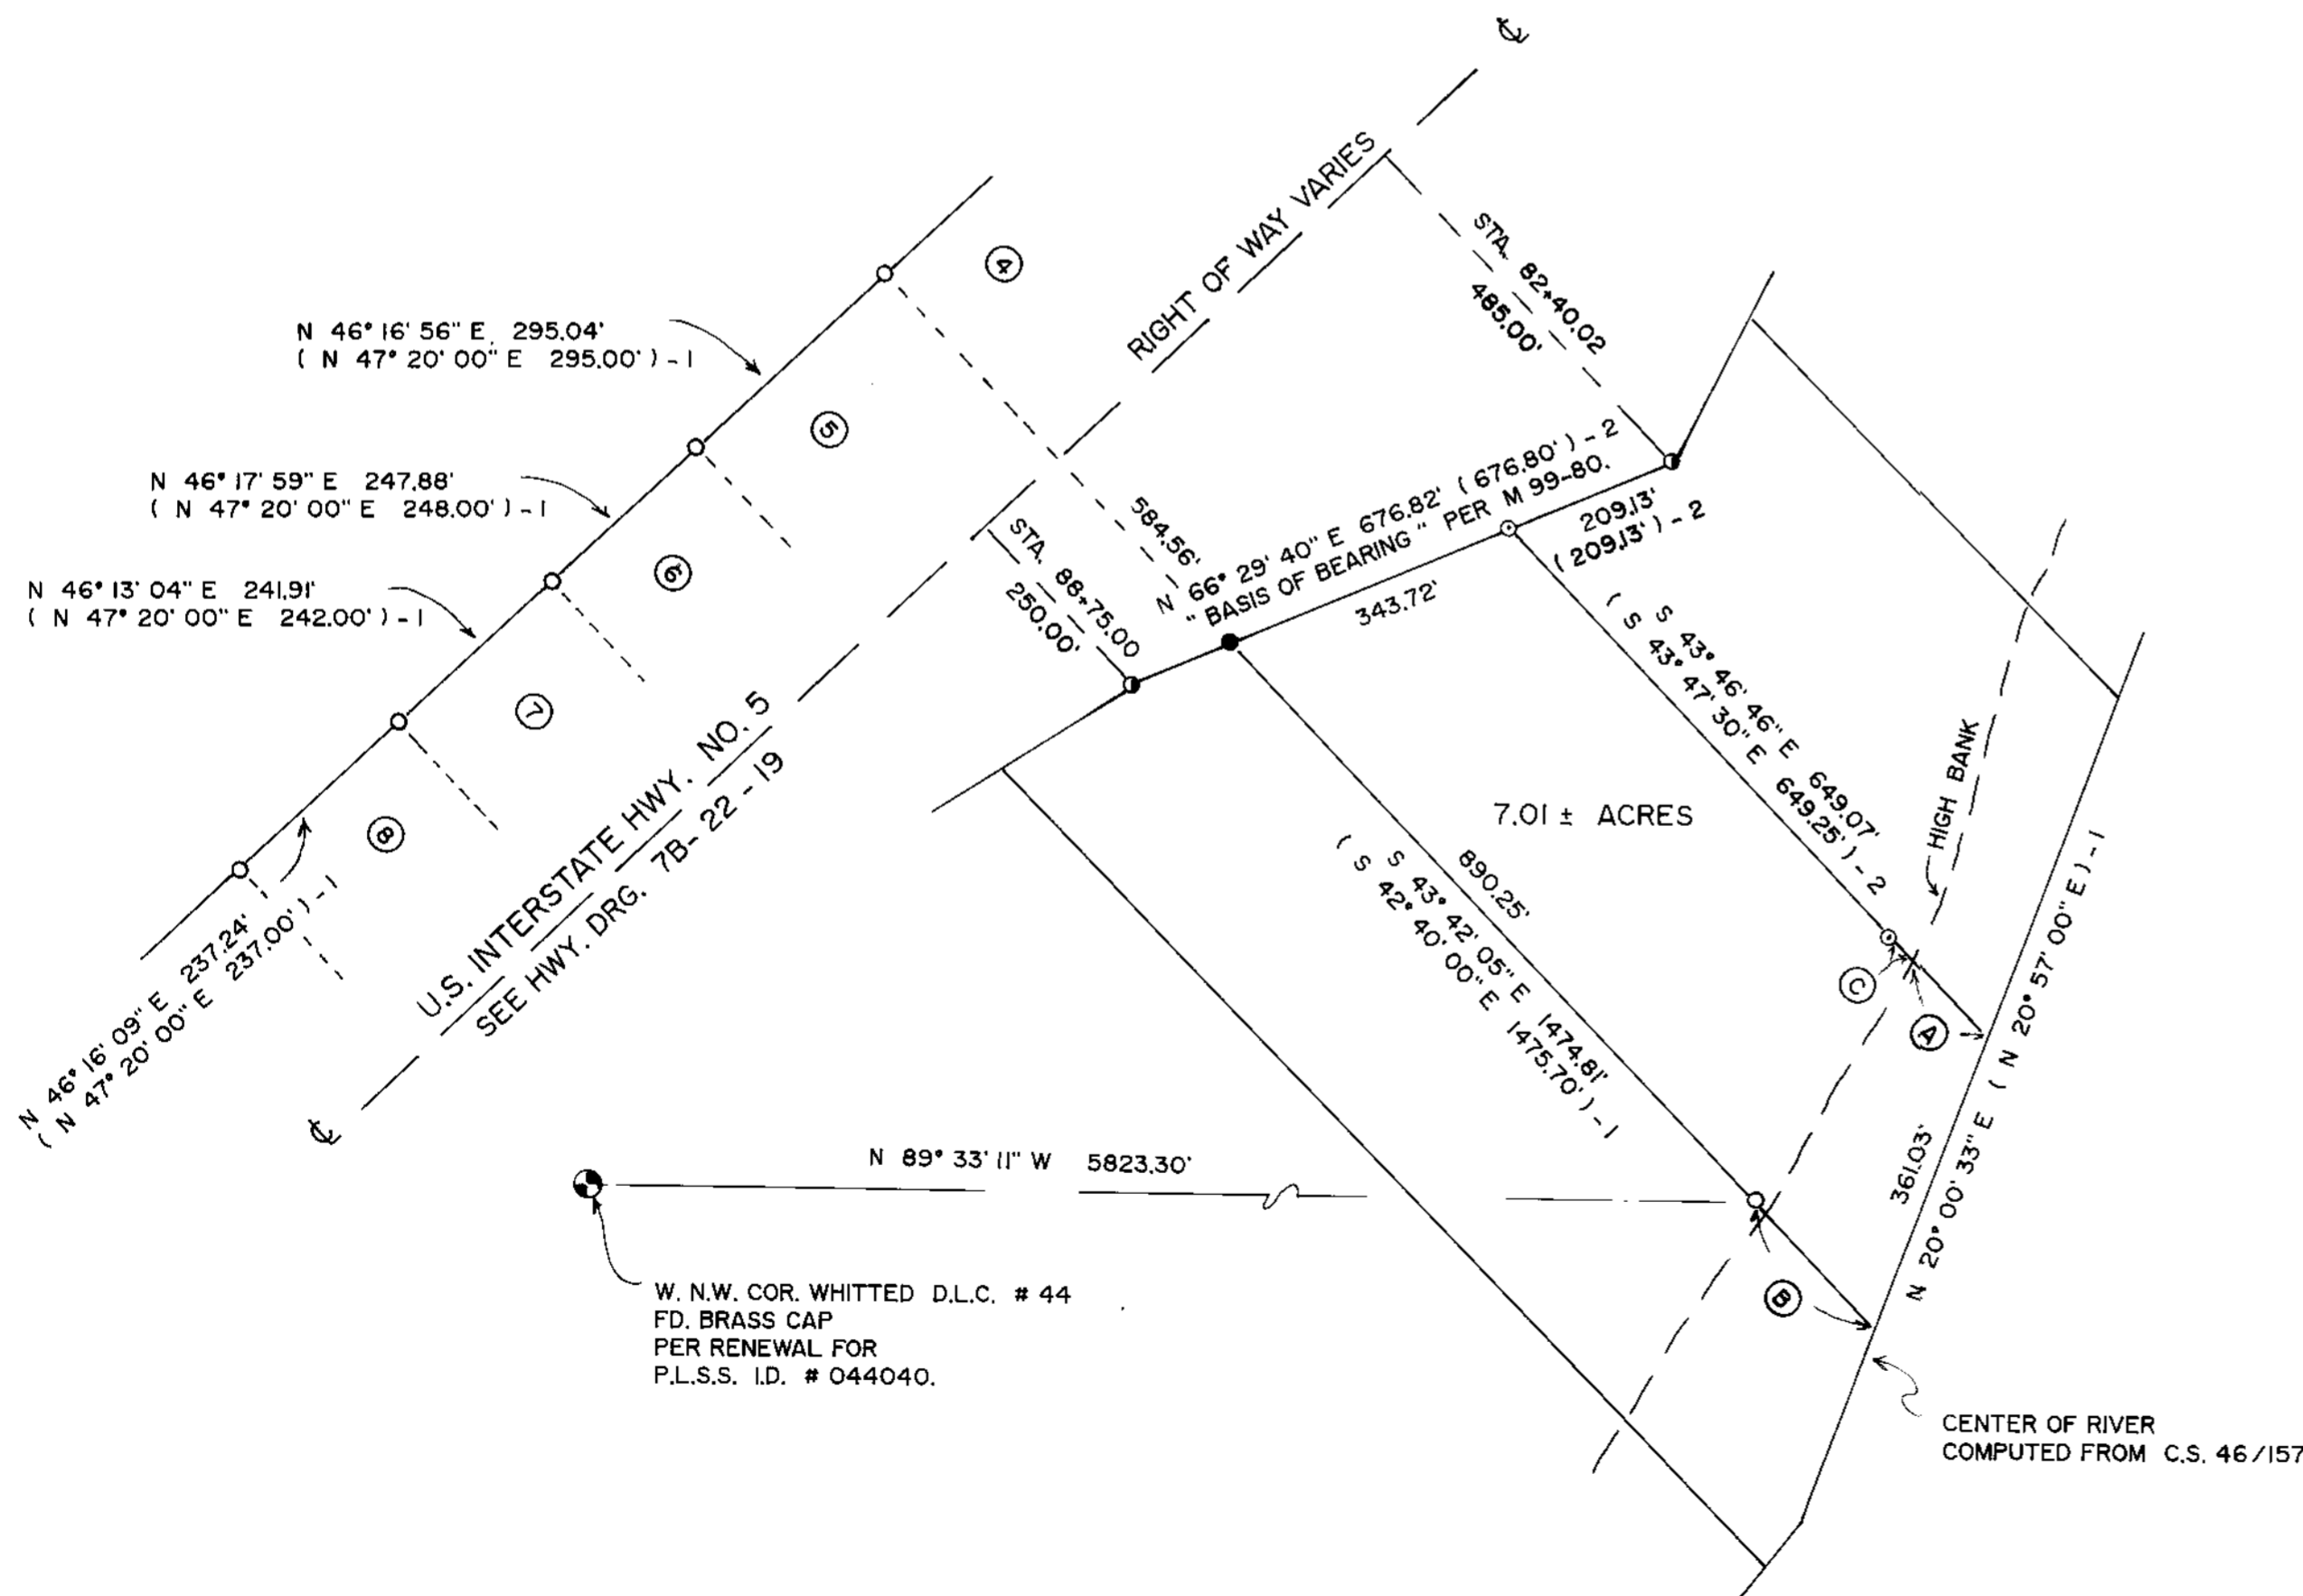 ℄
N 46° 16' 56" E, 295.04'
( N 47° 20' 00" E 295.00' ) - 1
N 46° 17' 59" E 247.88'
( N 47° 20' 00" E 248.00' ) - 1
N 46° 13' 04" E 241.91'
( N 47° 20' 00" E 242.00' ) - 1
N 46° 16' 09" E 237.24'
( N 47° 20' 00" E 237.00' ) - 1
4
5
6
7
8
RIGHT OF WAY VARIES
U.S. INTERSTATE HWY. NO. 5
SEE HWY. DRG. 7B-22-19
℄
STA. 82+40.02
485.00'
584.56'
STA. 88+75.00
250.00'
N 66° 29' 40" E 676.82' ( 676.80' ) - 2
" BASIS OF BEARING " PER M 99-80.
209.13'
( 209.13' ) - 2
343.72'
S 43° 46' 46" E 649.07'
( S 43° 47' 30" E 649.25' ) - 2
HIGH BANK
7.01 ± ACRES
890.25'
S 43° 42' 05" E 1474.81'
( S 42° 40' 00" E 1475.70' ) - 1
C
A
B
361.03'
N 20° 00' 33" E ( N 20° 57' 00" E ) - 1
N 89° 33' 11" W 5823.30'
W. N.W. COR. WHITTED D.L.C. # 44
FD. BRASS CAP
PER RENEWAL FOR
P.L.S.S. I.D. # 044040.
CENTER OF RIVER
COMPUTED FROM C.S. 46/157